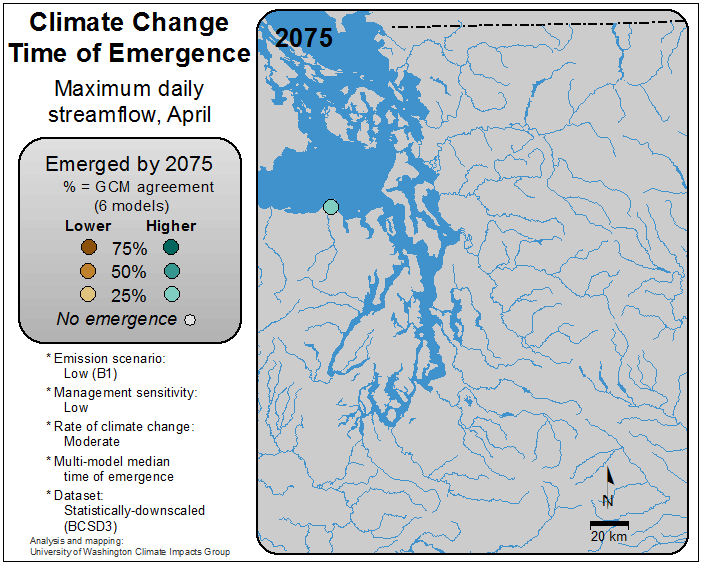 Climate Change
Time of Emergence
Maximum daily
streamflow, April
Emerged by 2075
% = GCM agreement
(6 models)
Lower Higher
75%
50%
25%
No emergence
* Emission scenario:
Low (B1)
* Management sensitivity:
Low
* Rate of climate change:
Moderate
* Multi-model median
time of emergence
* Dataset:
Statistically-downscaled
(BCSD3)
Analysis and mapping:
University of Washington Climate Impacts Group
2075
N
20 km